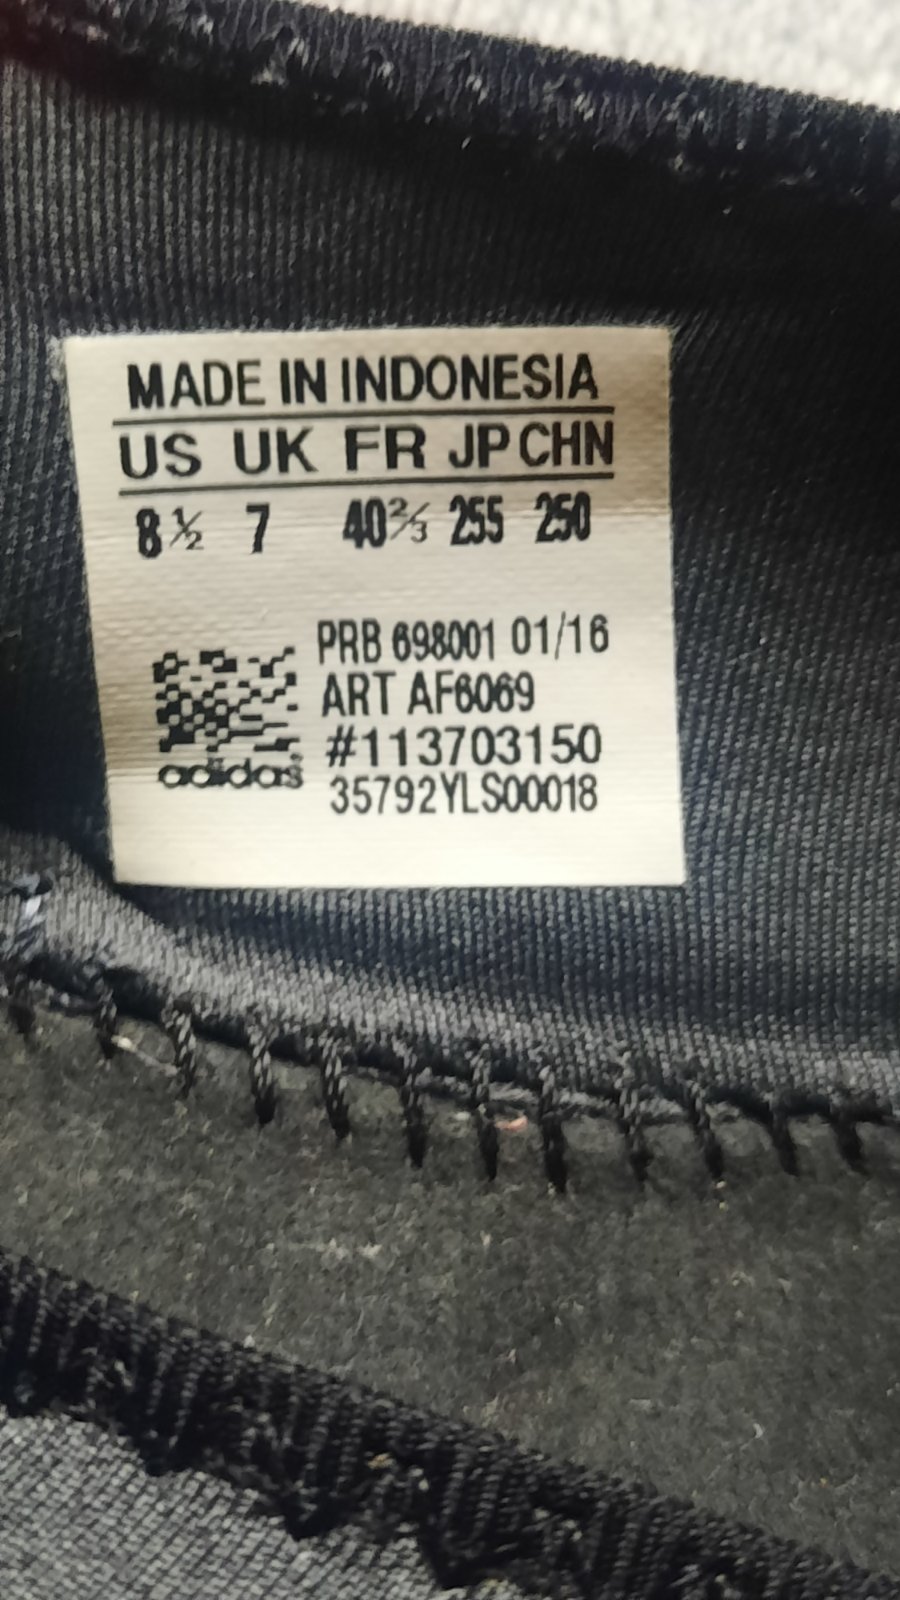 MADE IN INDONESIA
US UK FR JP CHN
8½ 7 40⅔ 255 250
PRB 698001 01/16
ART AF6069
#113703150
adidas 35792YLS00018